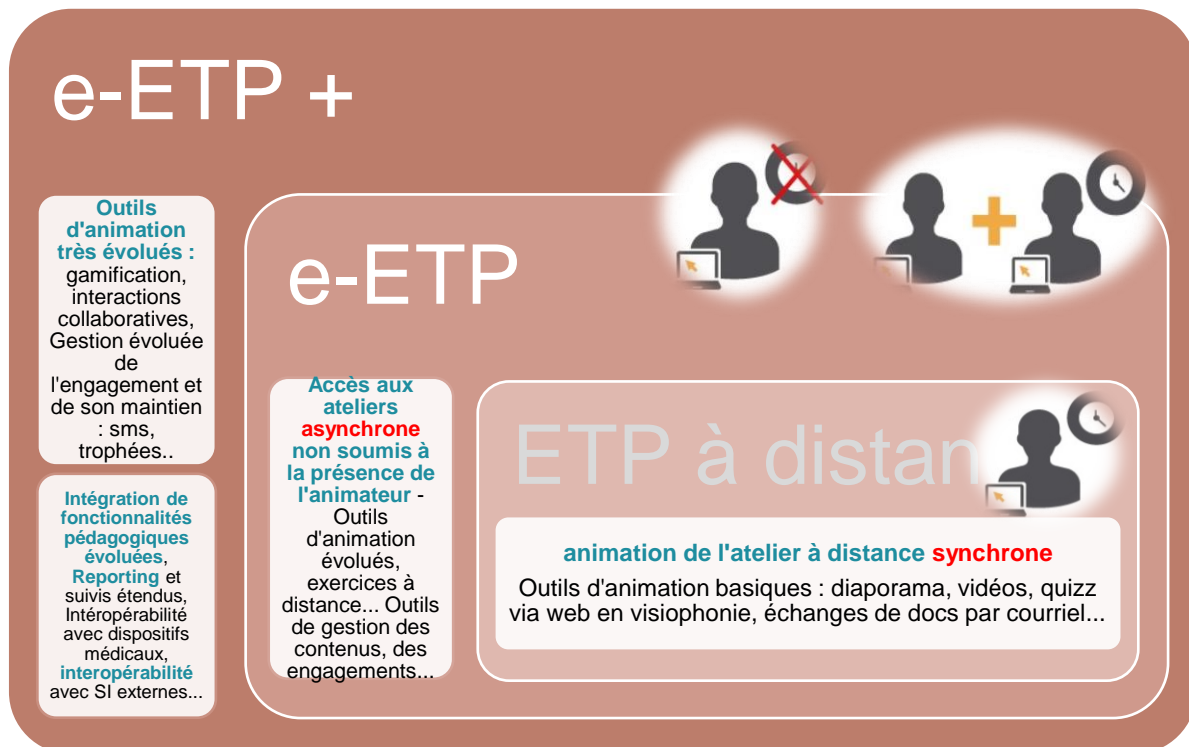 e-ETP +
Outils
d'animation
très évolués :
gamification,
interactions
collaboratives,
Gestion évoluée
de
l'engagement et
de son maintien
: sms,
trophées..
Intégration de
fonctionnalités
pédagogiques
évoluées,
Reporting et
suivis étendus,
Intéropérabilité
avec dispositifs
médicaux,
interopérabilité
avec SI externes...
e-ETP
Accès aux
ateliers
asynchrone
non soumis à
la présence de
l'animateur -
Outils
d'animation
évolués,
exercices à
distance... Outils
de gestion des
contenus, des
engagements...
ETP à distan
animation de l'atelier à distance synchrone
Outils d'animation basiques : diaporama, vidéos, quizz
via web en visiophonie, échanges de docs par courriel...